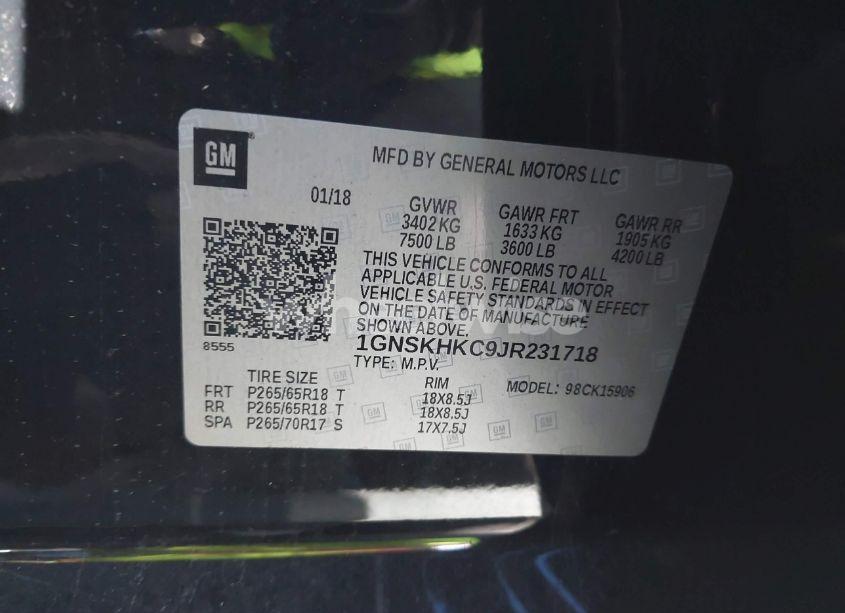 GM
MFD BY GENERAL MOTORS LLC
01/18
GVWR GAWR FRT GAWR RR
3402 KG 1633 KG 1905 KG
7500 LB 3600 LB 4200 LB
THIS VEHICLE CONFORMS TO ALL
APPLICABLE U.S. FEDERAL MOTOR
VEHICLE SAFETY STANDARDS IN EFFECT
ON THE DATE OF MANUFACTURE
SHOWN ABOVE.
8555
1GNSKHKC9JR231718
TYPE: M.P.V. MODEL: 98CK15906
TIRE SIZE RIM
FRT P265/65R18 T 18X8.5J
RR P265/65R18 T 18X8.5J
SPA P265/70R17 S 17X7.5J